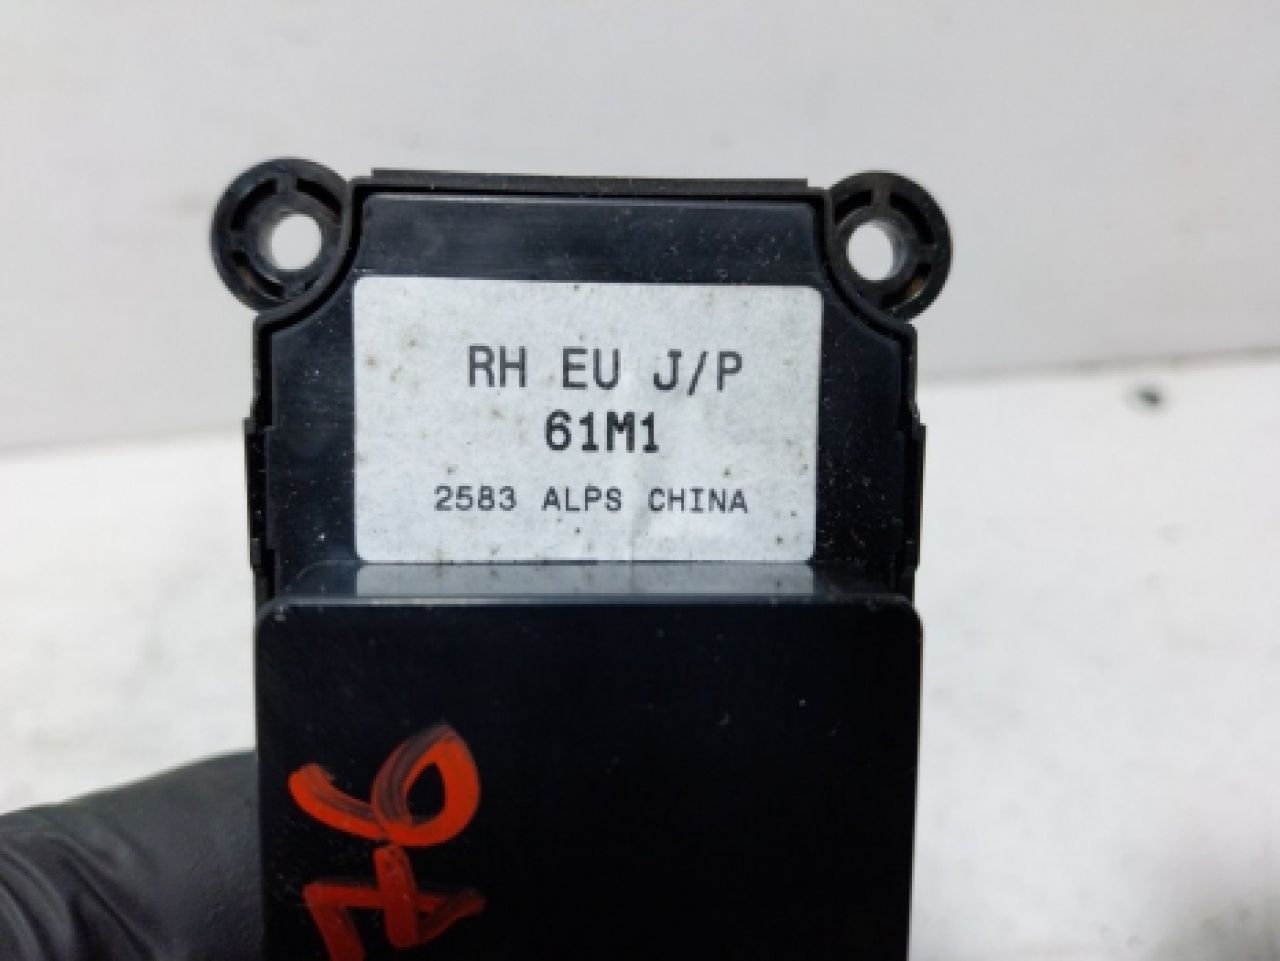 RH EU J/P
61M1
2583 ALPS CHINA